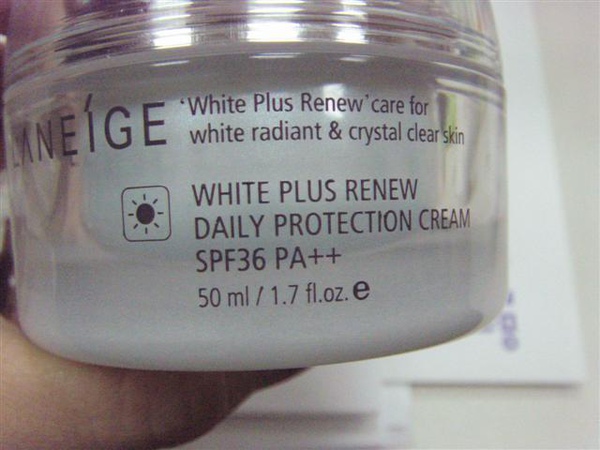 LANEÍGE
'White Plus Renew' care for
white radiant & crystal clear skin
WHITE PLUS RENEW
DAILY PROTECTION CREAM
SPF36 PA++
50 ml / 1.7 fl.oz. e